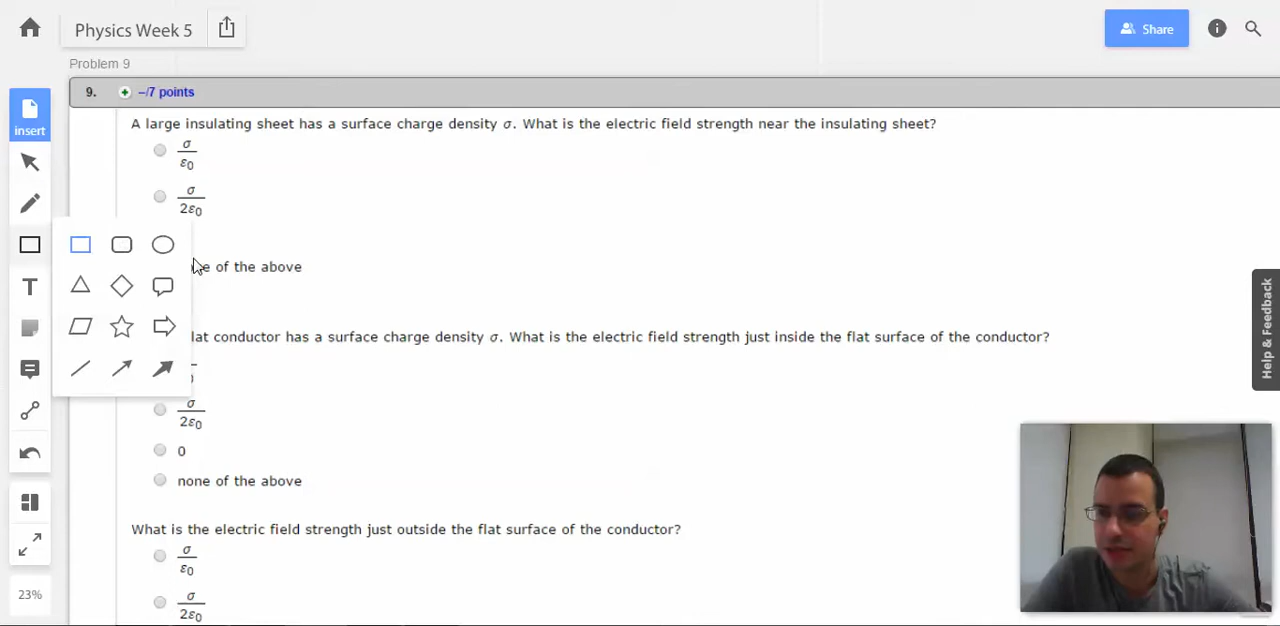 Physics Week 5
Share
Problem 9
9. –/7 points
insert
A large insulating sheet has a surface charge density σ. What is the electric field strength near the insulating sheet?
σ
ε0
σ
2ε0
of the above
lat conductor has a surface charge density σ. What is the electric field strength just inside the flat surface of the conductor?
σ
2ε0
0
none of the above
What is the electric field strength just outside the flat surface of the conductor?
σ
ε0
σ
2ε0
T
Help & Feedback
23%